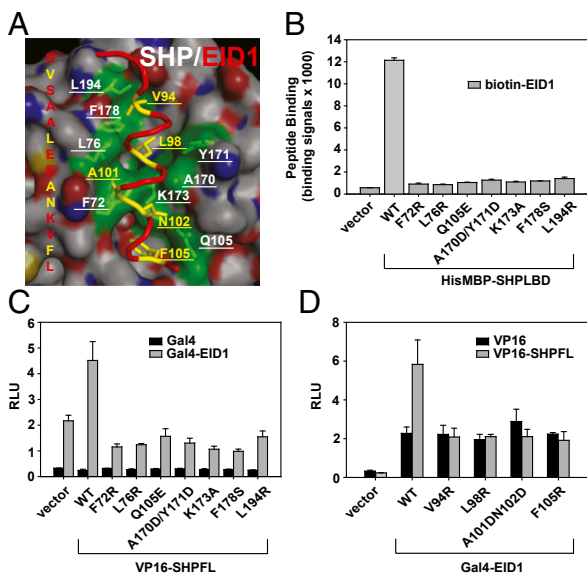 A
SHP/EID1
R
V
S
A
A
L
E
E
A
N
K
V
F
L
L194
V94
F178
L76
L98
Y171
A101
A170
F72
K173
N102
Q105
F105
B
Peptide Binding
(binding signals x 1000)
14
12
10
8
6
4
2
0
biotin-EID1
vector
WT
F72R
L76R
Q105E
A170D/Y171D
K173A
F178S
L194R
HisMBP-SHPLBD
C
RLU
6
5
4
3
2
1
0
Gal4
Gal4-EID1
vector
WT
F72R
L76R
Q105E
A170D/Y171D
K173A
F178S
L194R
VP16-SHPFL
D
RLU
8
6
4
2
0
VP16
VP16-SHPFL
vector
WT
V94R
L98R
A101DN102D
F105R
Gal4-EID1